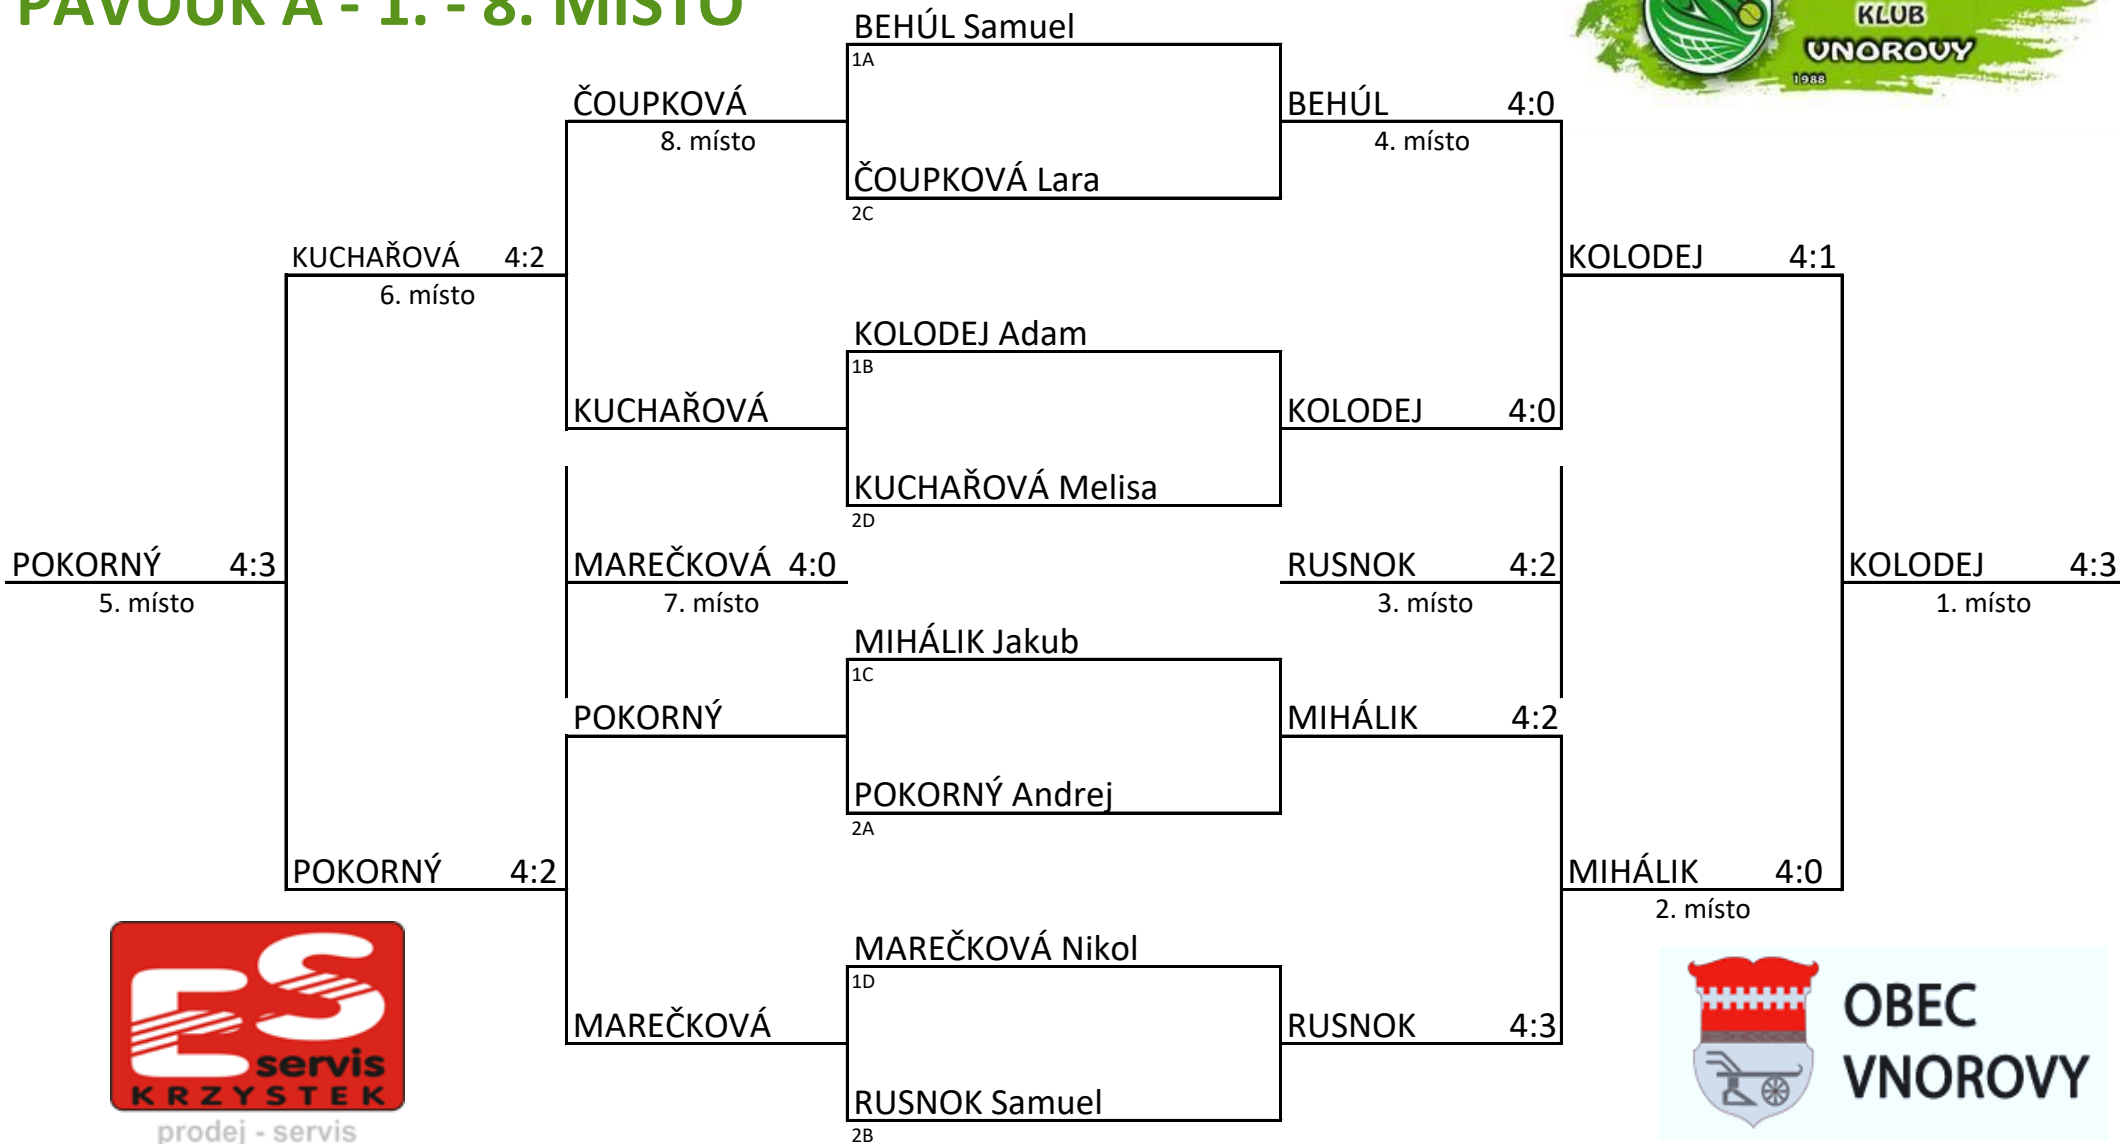 PAVOUK A - 1. - 8. MÍSTO
KLUB
VNOROVY
1988
BEHÚL Samuel
1A
ČOUPKOVÁ
8. místo
BEHÚL 4:0
4. místo
ČOUPKOVÁ Lara
2C
KUCHAŘOVÁ 4:2
6. místo
KOLODEJ 4:1
KOLODEJ Adam
1B
KUCHAŘOVÁ
KOLODEJ 4:0
KUCHAŘOVÁ Melisa
2D
POKORNÝ 4:3
5. místo
MAREČKOVÁ 4:0
7. místo
RUSNOK 4:2
3. místo
KOLODEJ 4:3
1. místo
MIHÁLIK Jakub
1C
POKORNÝ
MIHÁLIK 4:2
POKORNÝ Andrej
2A
POKORNÝ 4:2
MIHÁLIK 4:0
2. místo
MAREČKOVÁ Nikol
1D
MAREČKOVÁ
RUSNOK 4:3
RUSNOK Samuel
2B
ES
servis
KRZYSTEK
prodej - servis
OBEC
VNOROVY